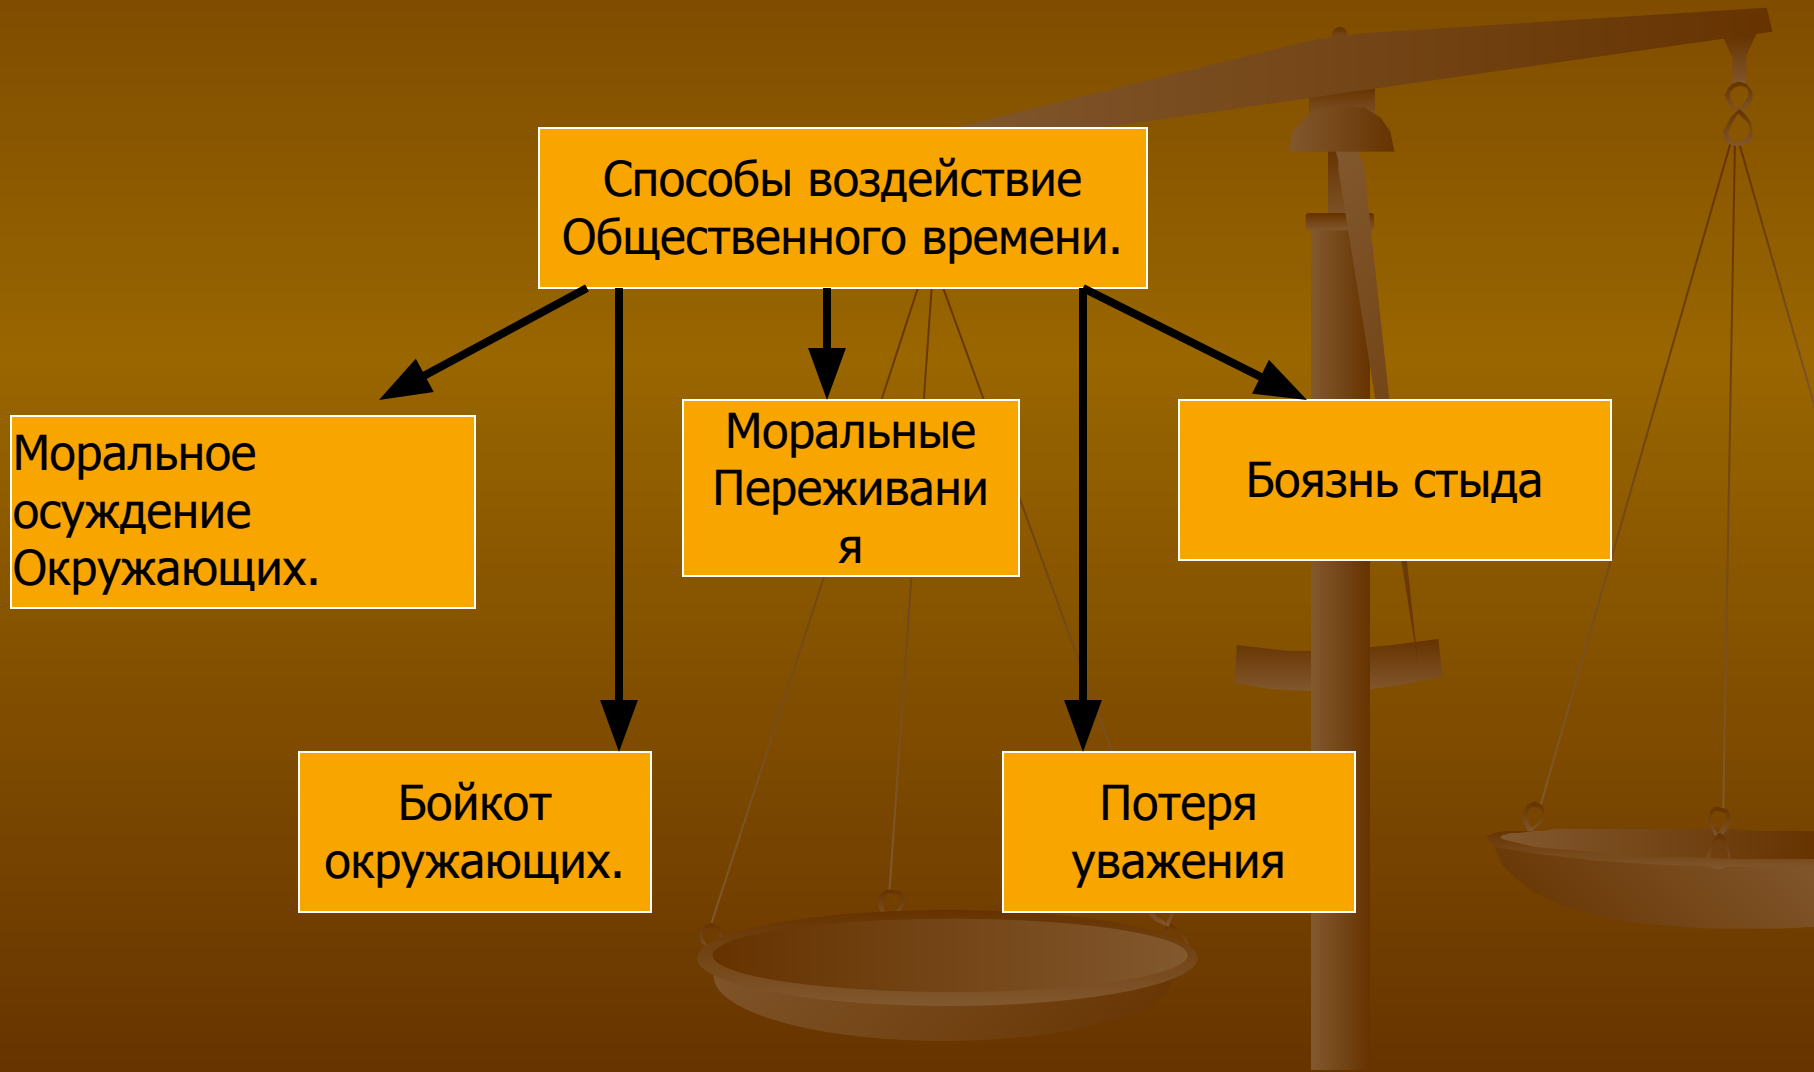 Способы воздействие
Общественного времени.
Моральное
осуждение
Окружающих.
Моральные
Переживани
я
Боязнь стыда
Бойкот
окружающих.
Потеря
уважения